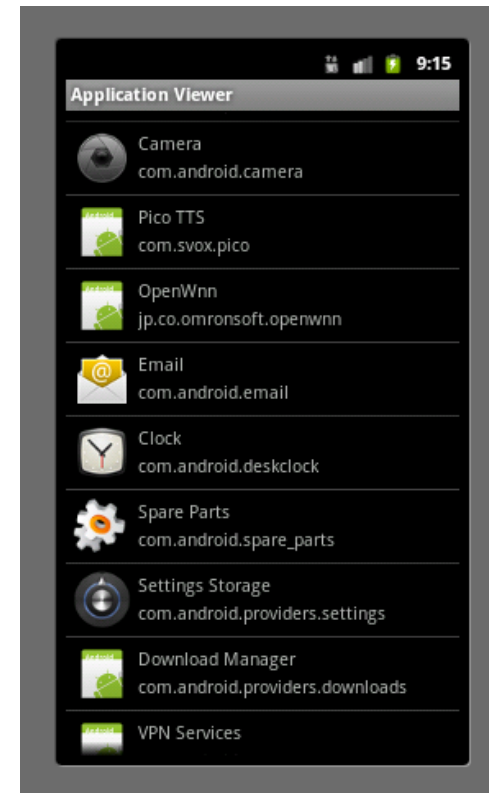 9:15
Application Viewer
Camera
com.android.camera
Pico TTS
com.svox.pico
OpenWnn
jp.co.omronsoft.openwnn
Email
com.android.email
Clock
com.android.deskclock
Spare Parts
com.android.spare_parts
Settings Storage
com.android.providers.settings
Download Manager
com.android.providers.downloads
VPN Services